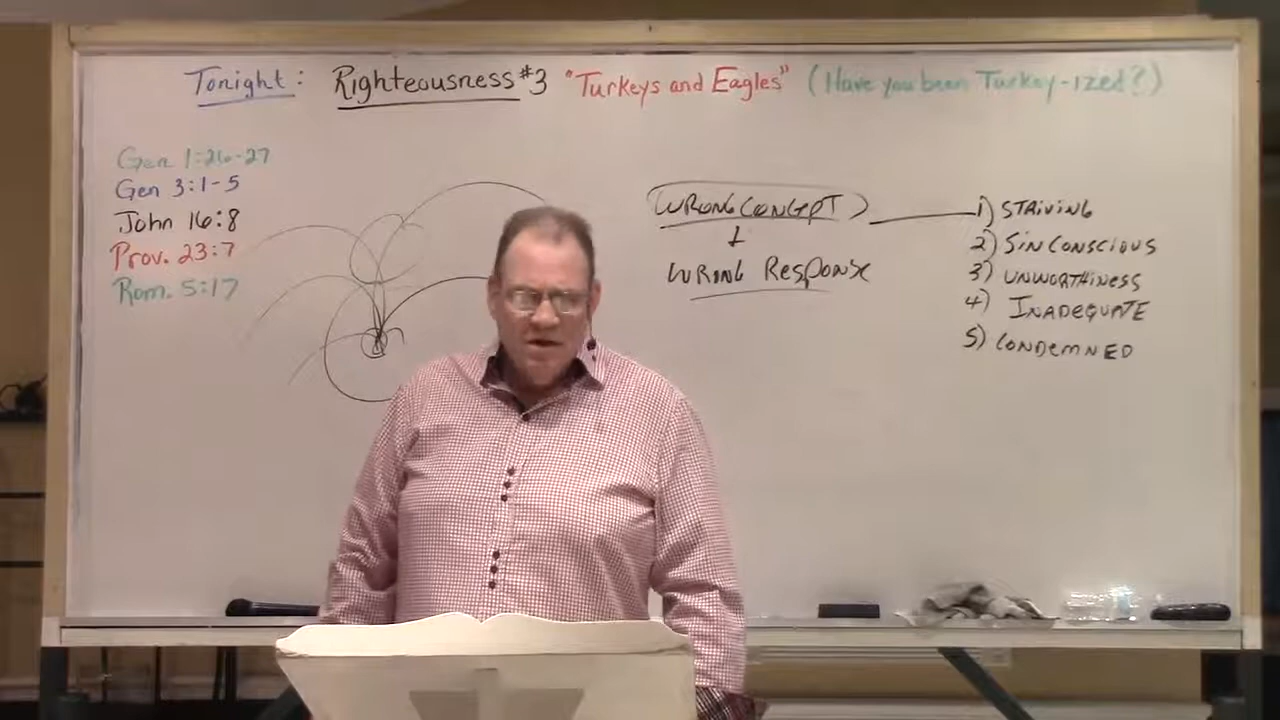 Tonight: Righteousness #3 "Turkeys and Eagles" (Have you been Turkey-ized?)
Gen 1:26-27
Gen 3:1-5
John 16:8
Prov. 23:7
Rom. 5:17
WRONG CONCEPT
WRONG RESPONSE
1) STRIVING
2) SIN CONSCIOUS
3) UNWORTHINESS
4) INADEQUATE
5) CONDEMNED